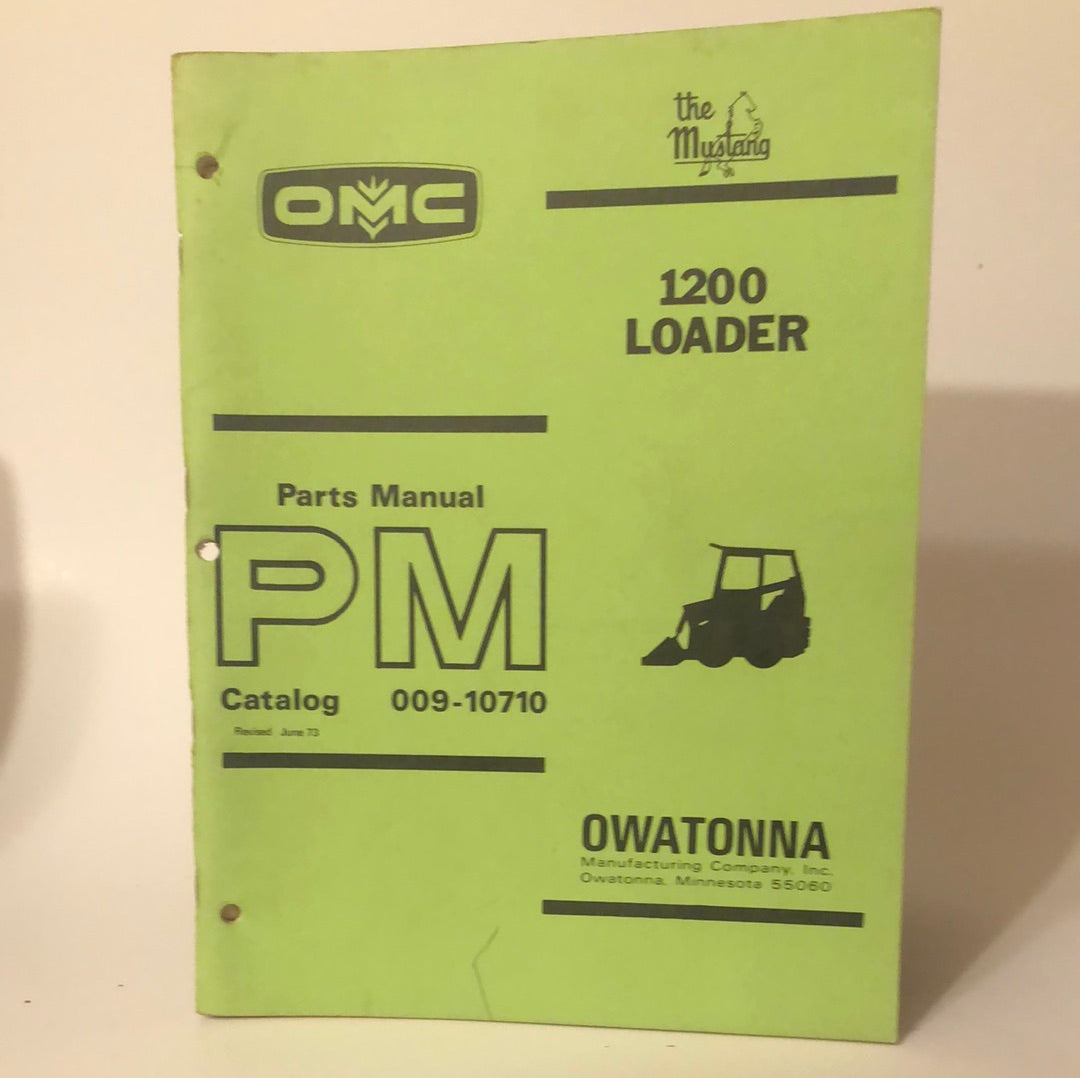 the
Mustang
OMC
1200
LOADER
Parts Manual
PM
Catalog 009-10710
Revised June 73
OWATONNA
Manufacturing Company, Inc.
Owatonna, Minnesota 55060